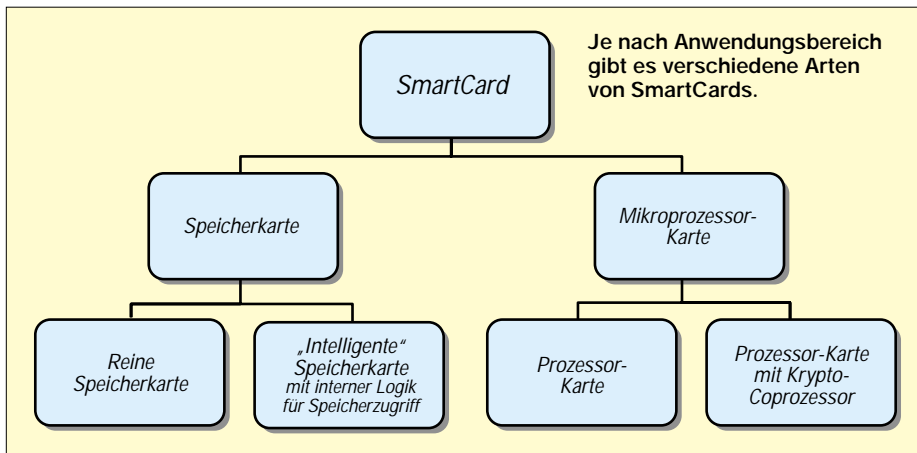 Je nach Anwendungsbereich
gibt es verschiedene Arten
von SmartCards.
SmartCard
Speicherkarte
Mikroprozessor-
Karte
Reine
Speicherkarte
„Intelligente“
Speicherkarte
mit interner Logik
für Speicherzugriff
Prozessor-
Karte
Prozessor-Karte
mit Krypto-
Coprozessor